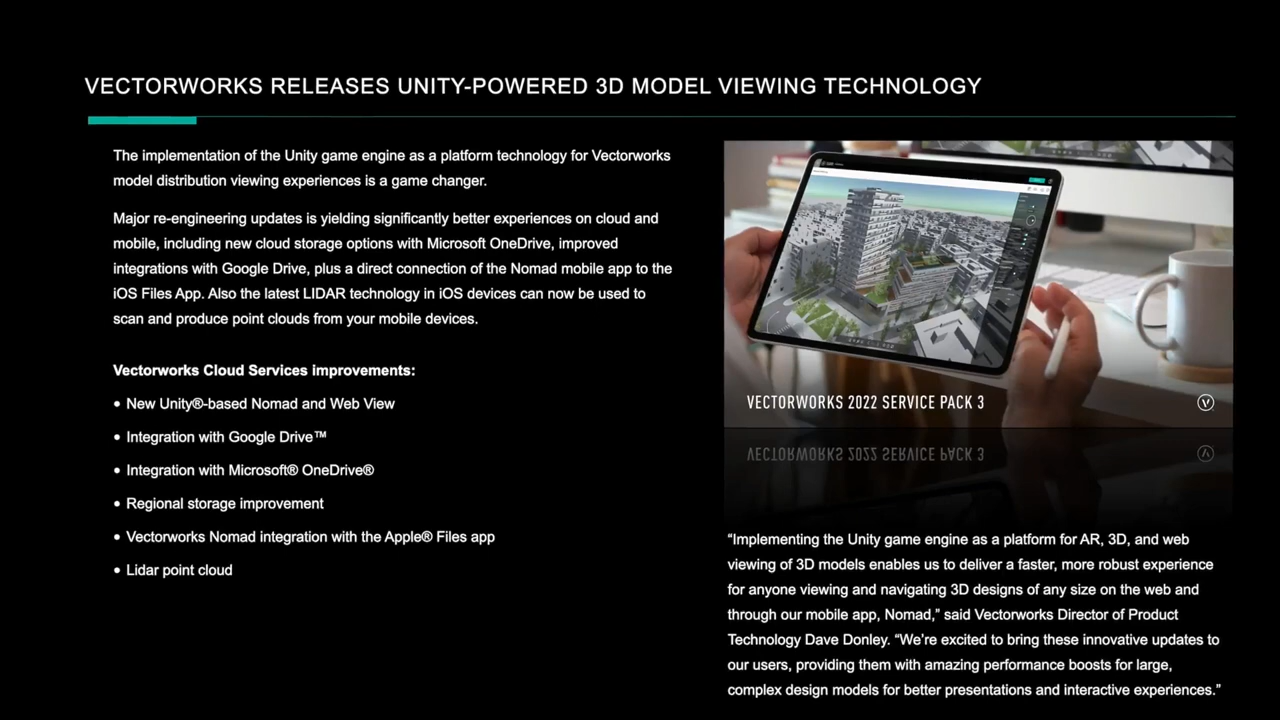 VECTORWORKS RELEASES UNITY-POWERED 3D MODEL VIEWING TECHNOLOGY
The implementation of the Unity game engine as a platform technology for Vectorworks
model distribution viewing experiences is a game changer.
Major re-engineering updates is yielding significantly better experiences on cloud and
mobile, including new cloud storage options with Microsoft OneDrive, improved
integrations with Google Drive, plus a direct connection of the Nomad mobile app to the
iOS Files App. Also the latest LIDAR technology in iOS devices can now be used to
scan and produce point clouds from your mobile devices.
Vectorworks Cloud Services improvements:
• New Unity®-based Nomad and Web View
• Integration with Google Drive™
• Integration with Microsoft® OneDrive®
• Regional storage improvement
• Vectorworks Nomad integration with the Apple® Files app
• Lidar point cloud
VECTORWORKS 2022 SERVICE PACK 3
VECTORWORKS 2022 SERVICE PACK 3
“Implementing the Unity game engine as a platform for AR, 3D, and web
viewing of 3D models enables us to deliver a faster, more robust experience
for anyone viewing and navigating 3D designs of any size on the web and
through our mobile app, Nomad,” said Vectorworks Director of Product
Technology Dave Donley. “We’re excited to bring these innovative updates to
our users, providing them with amazing performance boosts for large,
complex design models for better presentations and interactive experiences.”